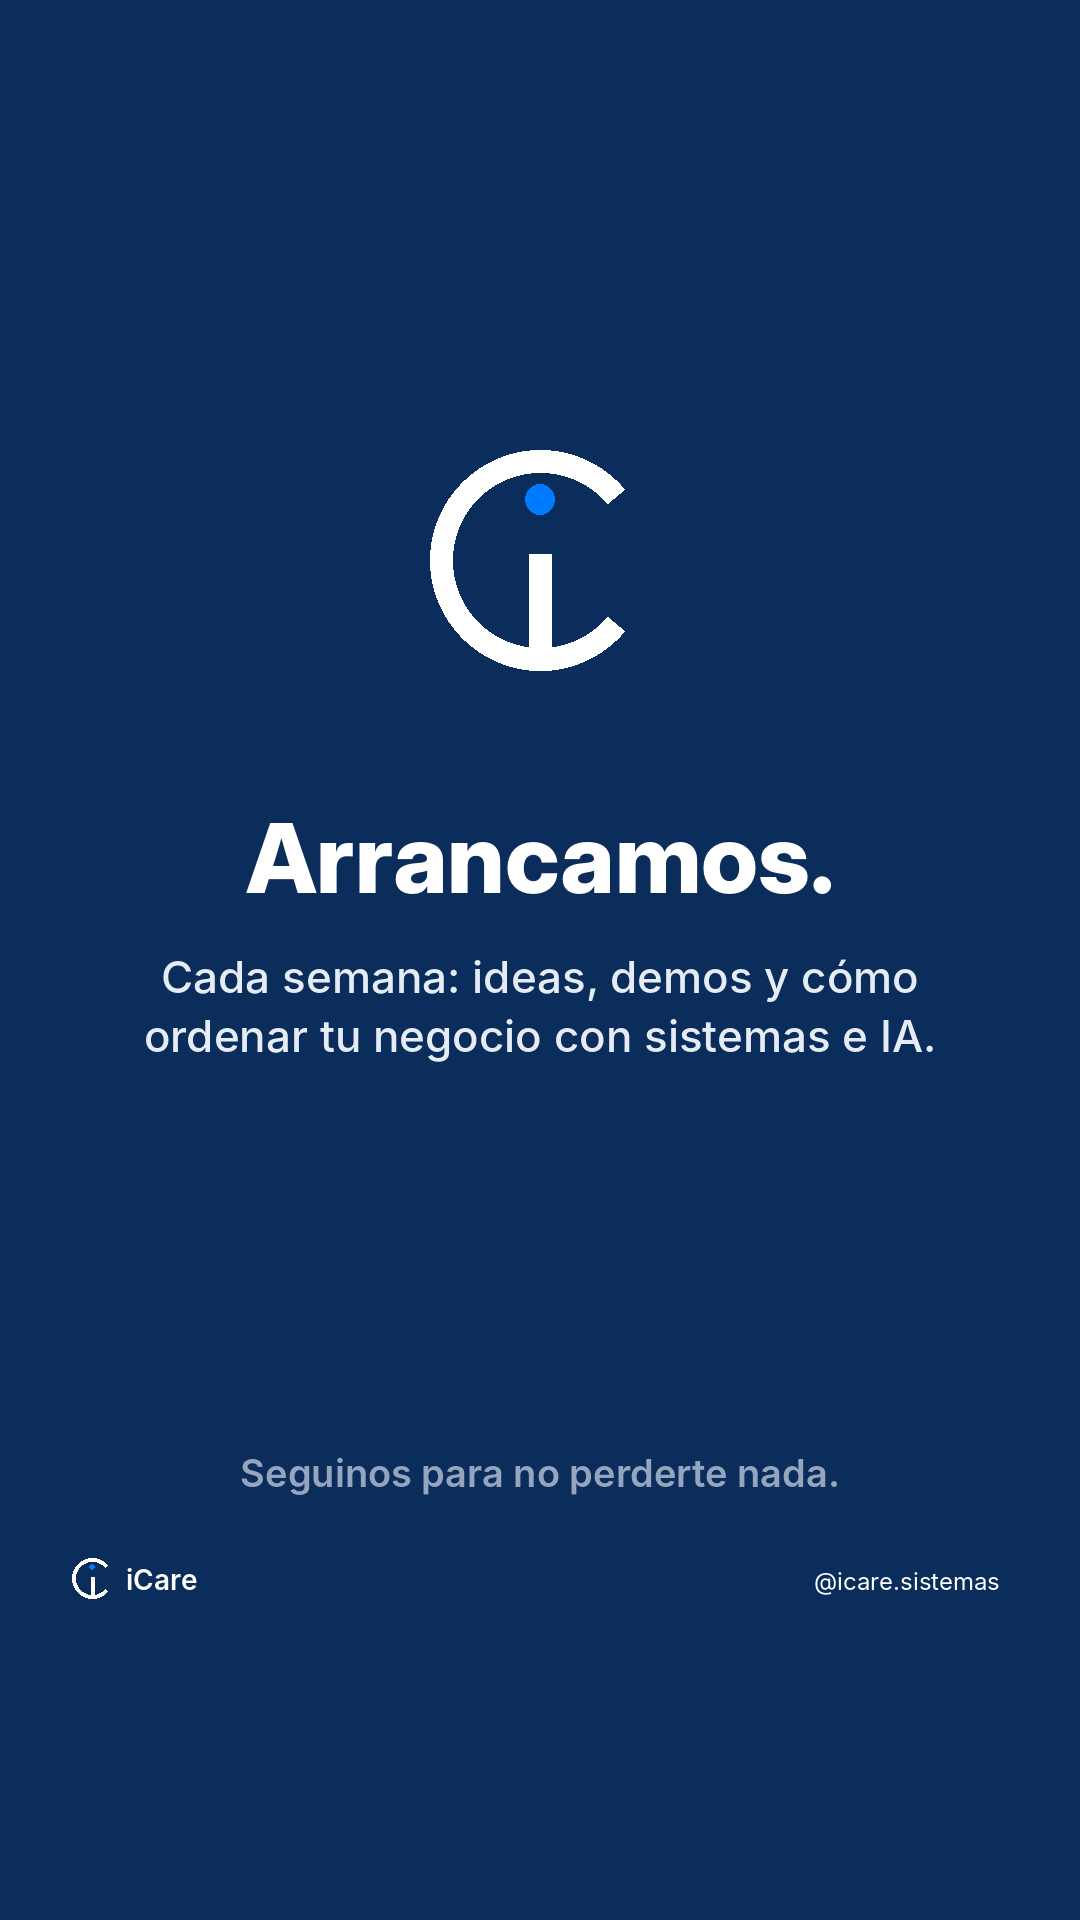 Arrancamos.
Cada semana: ideas, demos y cómo
ordenar tu negocio con sistemas e IA.
Seguinos para no perderte nada.
iCare
@icare.sistemas